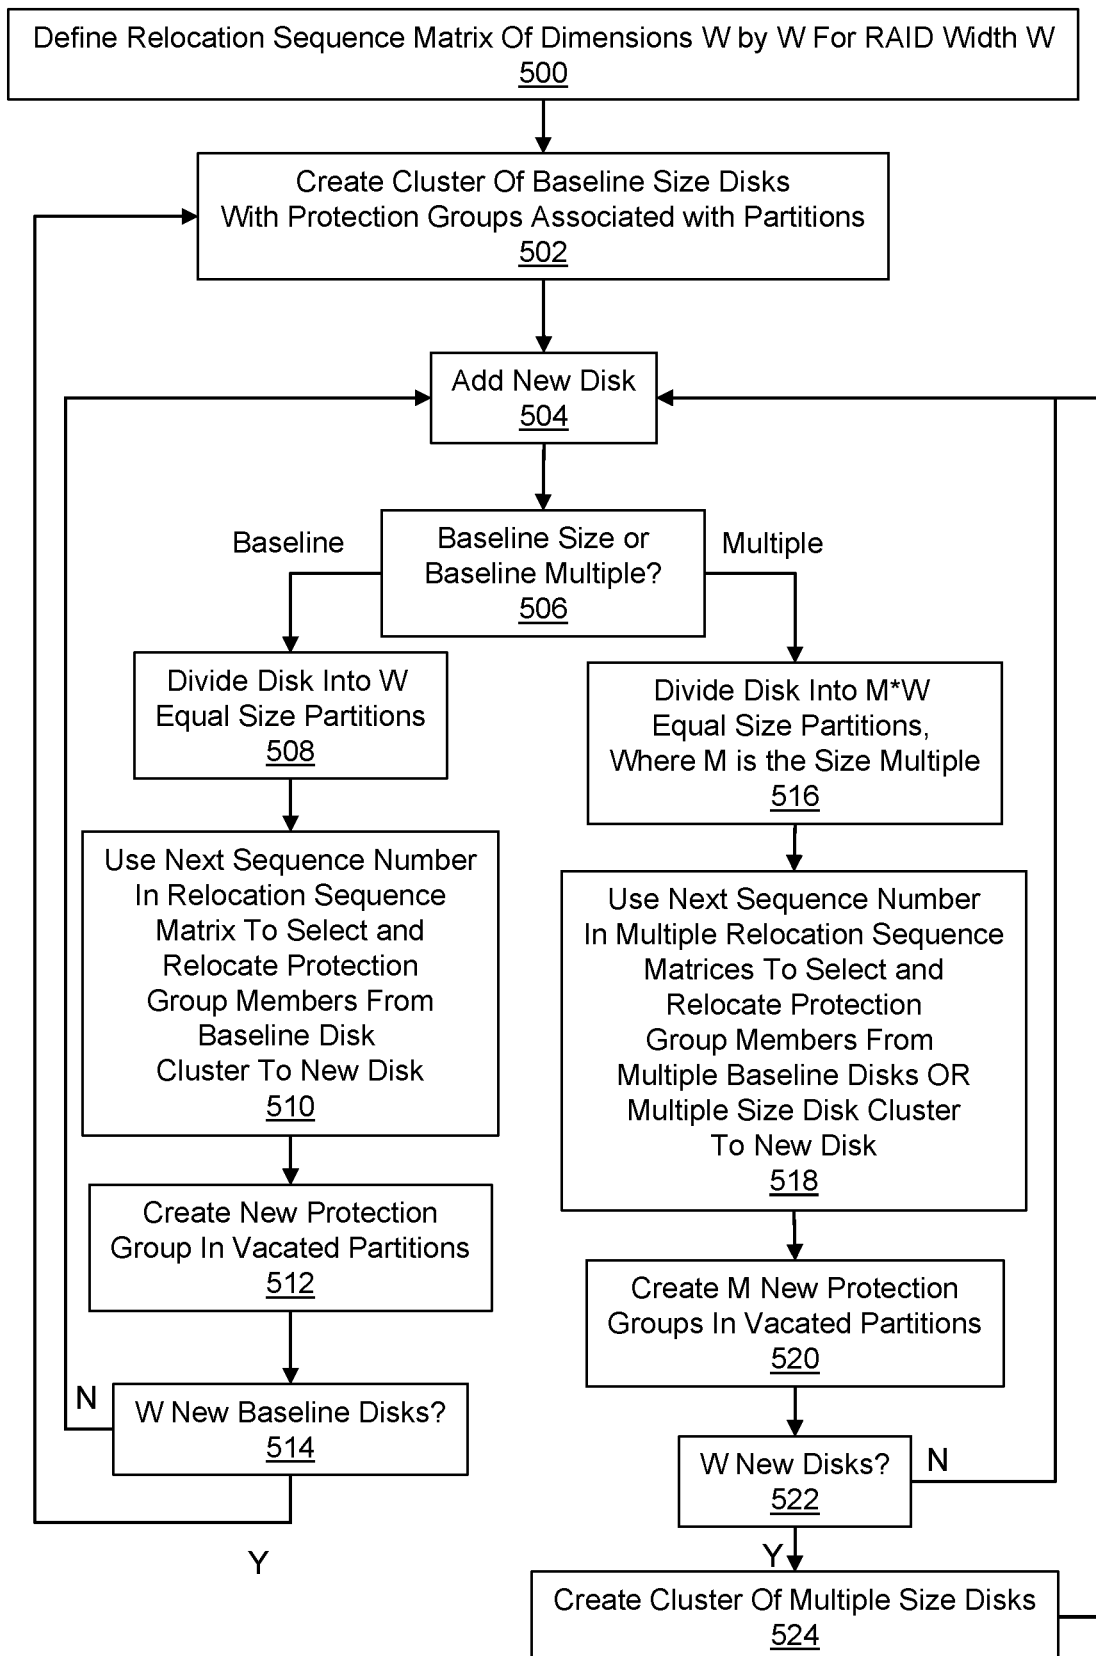 Define Relocation Sequence Matrix Of Dimensions W by W For RAID Width W
500
Create Cluster Of Baseline Size Disks
With Protection Groups Associated with Partitions
502
Add New Disk
504
Baseline Size or
Baseline Multiple?
506
Baseline
Multiple
Divide Disk Into W
Equal Size Partitions
508
Use Next Sequence Number
In Relocation Sequence
Matrix To Select and
Relocate Protection
Group Members From
Baseline Disk
Cluster To New Disk
510
Create New Protection
Group In Vacated Partitions
512
W New Baseline Disks?
514
N
Y
Divide Disk Into M*W
Equal Size Partitions,
Where M is the Size Multiple
516
Use Next Sequence Number
In Multiple Relocation Sequence
Matrices To Select and
Relocate Protection
Group Members From
Multiple Baseline Disks OR
Multiple Size Disk Cluster
To New Disk
518
Create M New Protection
Groups In Vacated Partitions
520
W New Disks?
522
N
Y
Create Cluster Of Multiple Size Disks
524